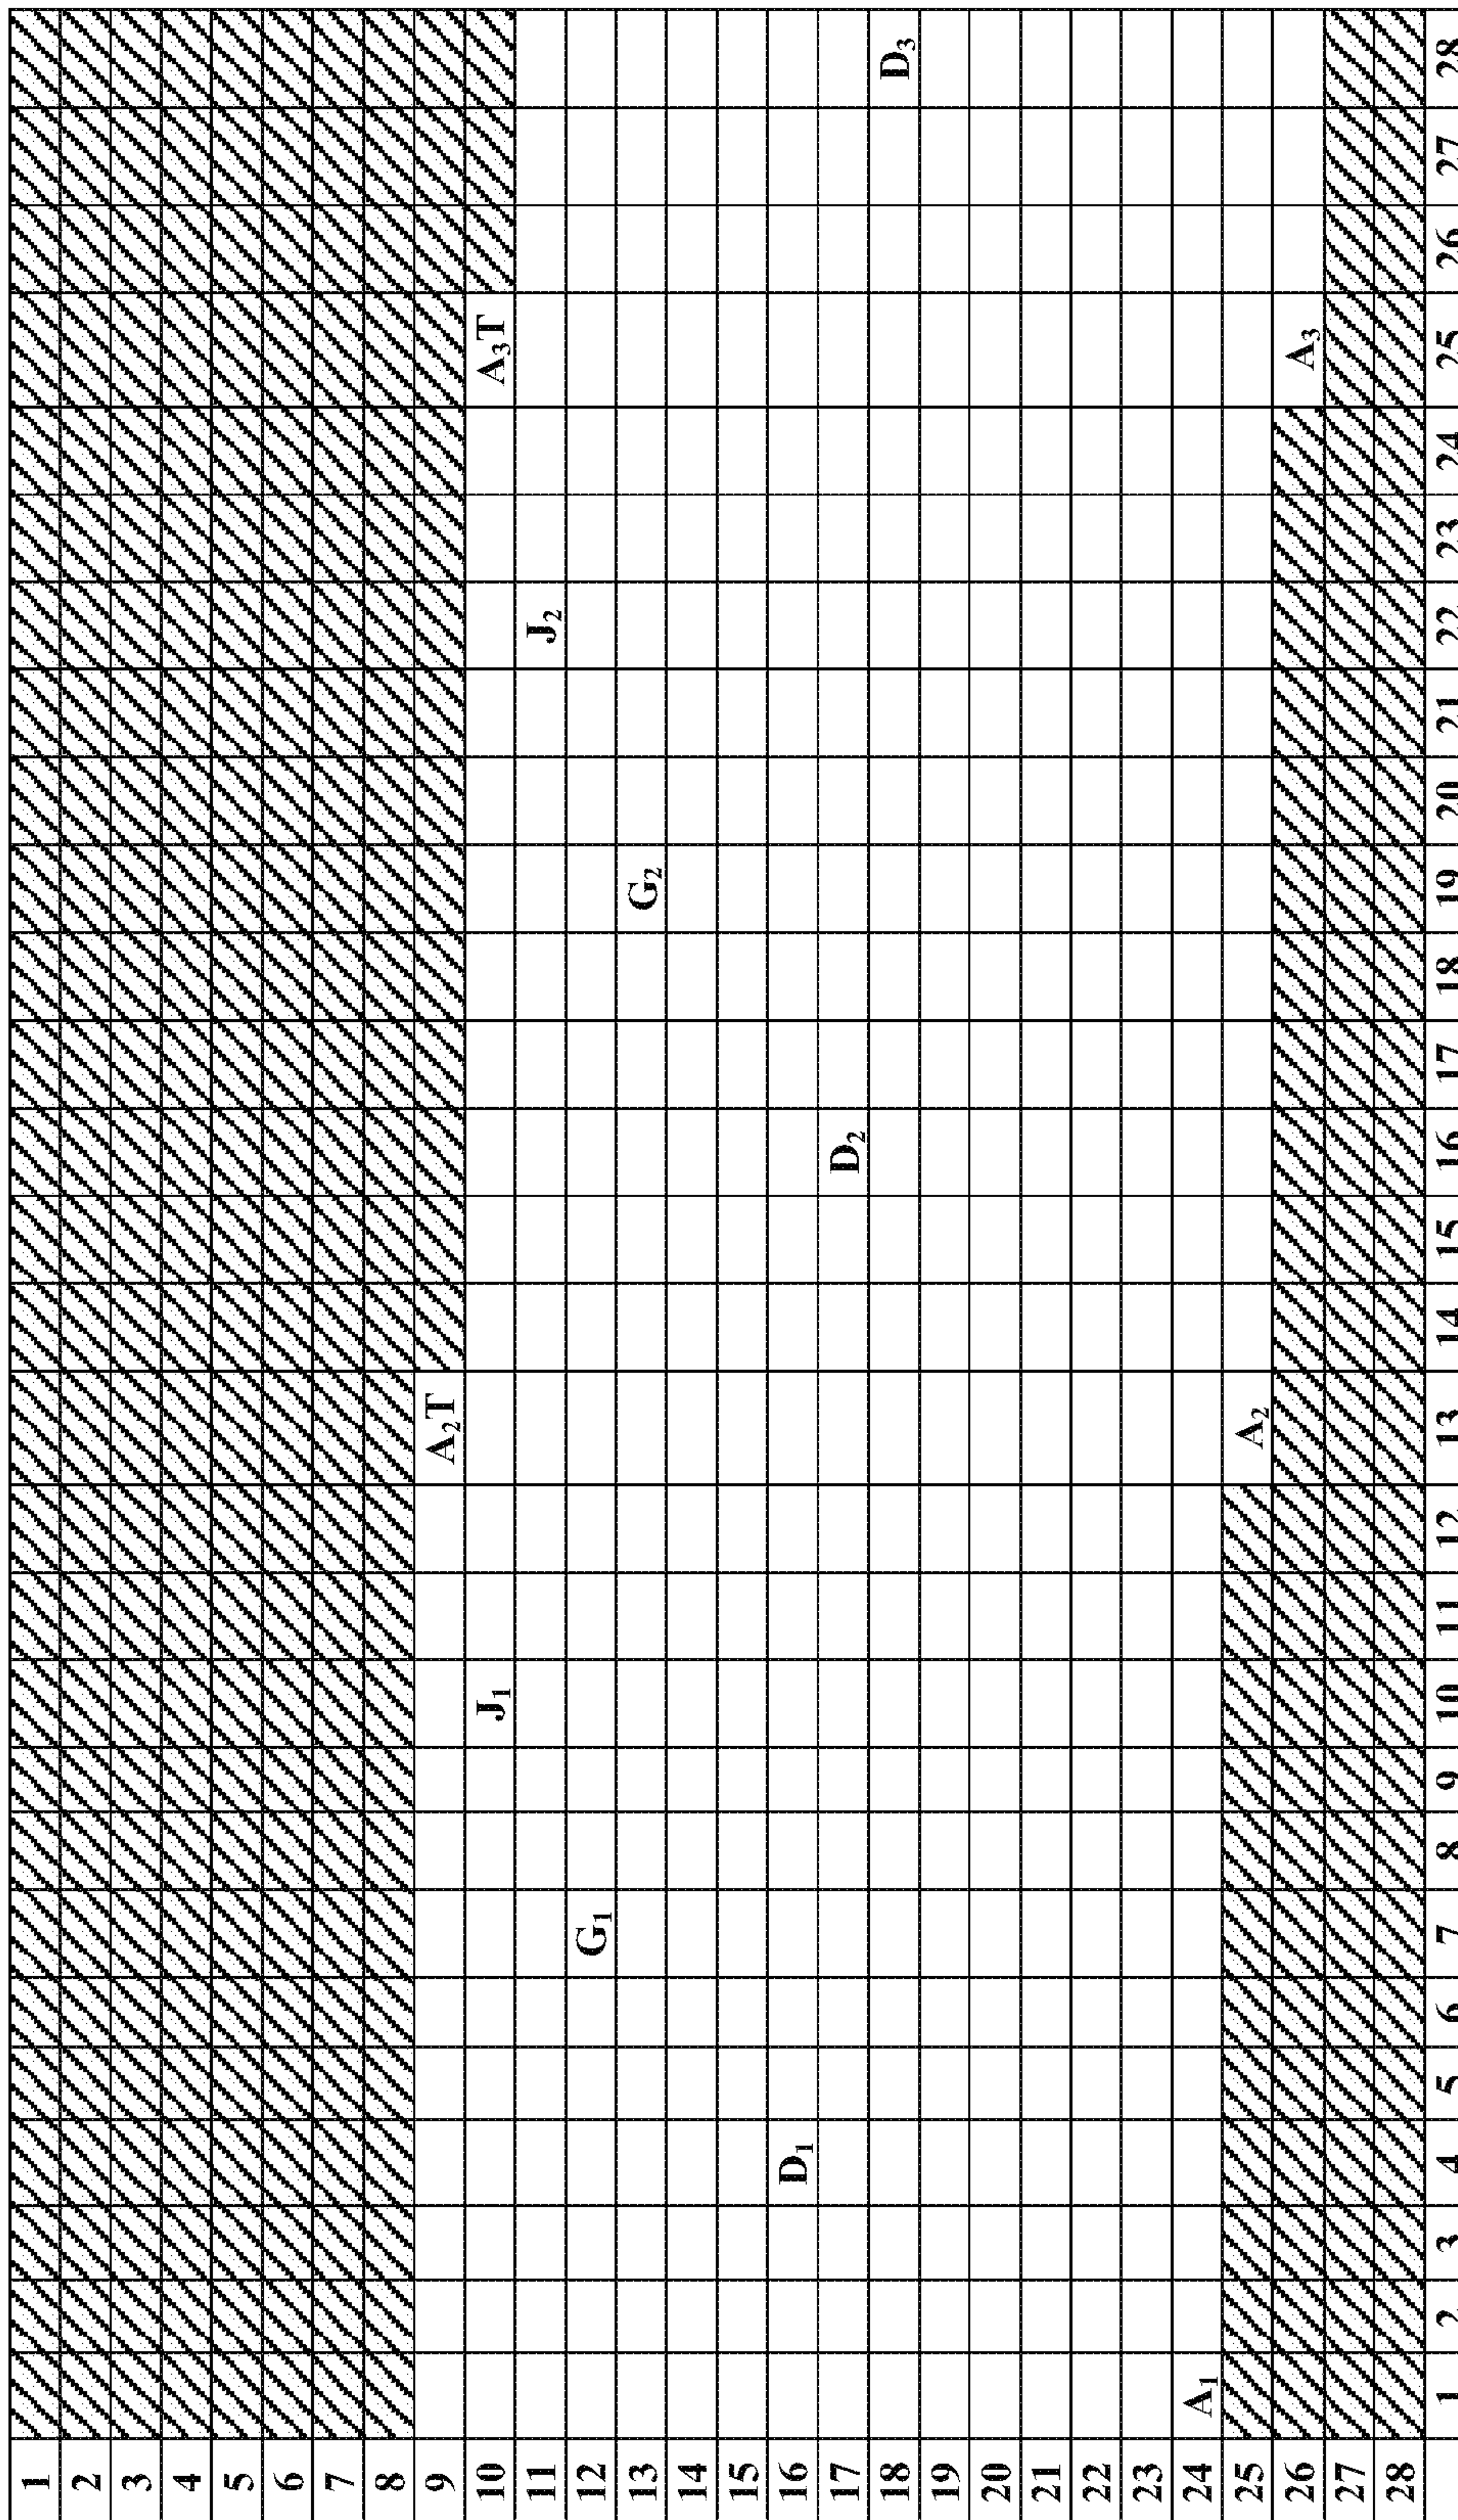 1
2
3
4
5
6
7
8
9 A₂T
10 J₁ A₃T
11 J₂
12 G₁
13 G₂
14
15
16 D₁
17 D₂
18 D₃
19
20
21
22
23
24 A₁
25 A₂
26 A₃
27
28
1 2 3 4 5 6 7 8 9 10 11 12 13 14 15 16 17 18 19 20 21 22 23 24 25 26 27 28